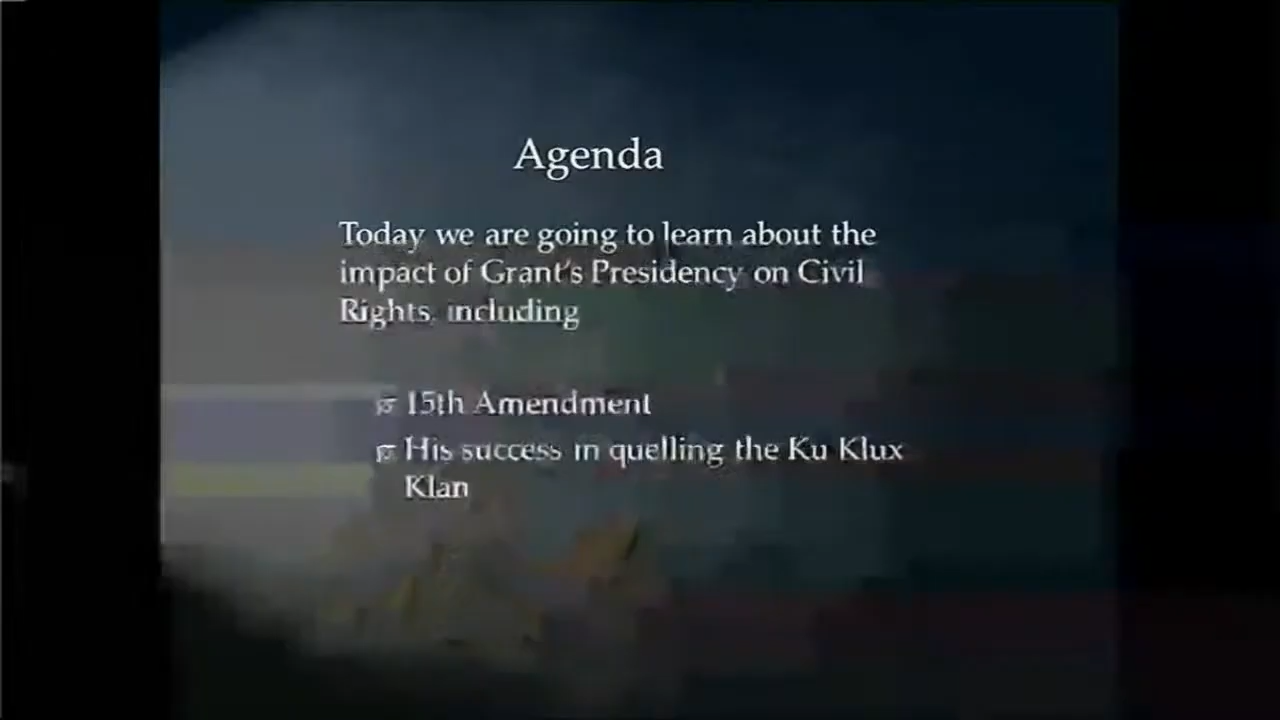 Agenda
Today we are going to learn about the
impact of Grant's Presidency on Civil
Rights, including
15th Amendment
His success in quelling the Ku Klux
Klan